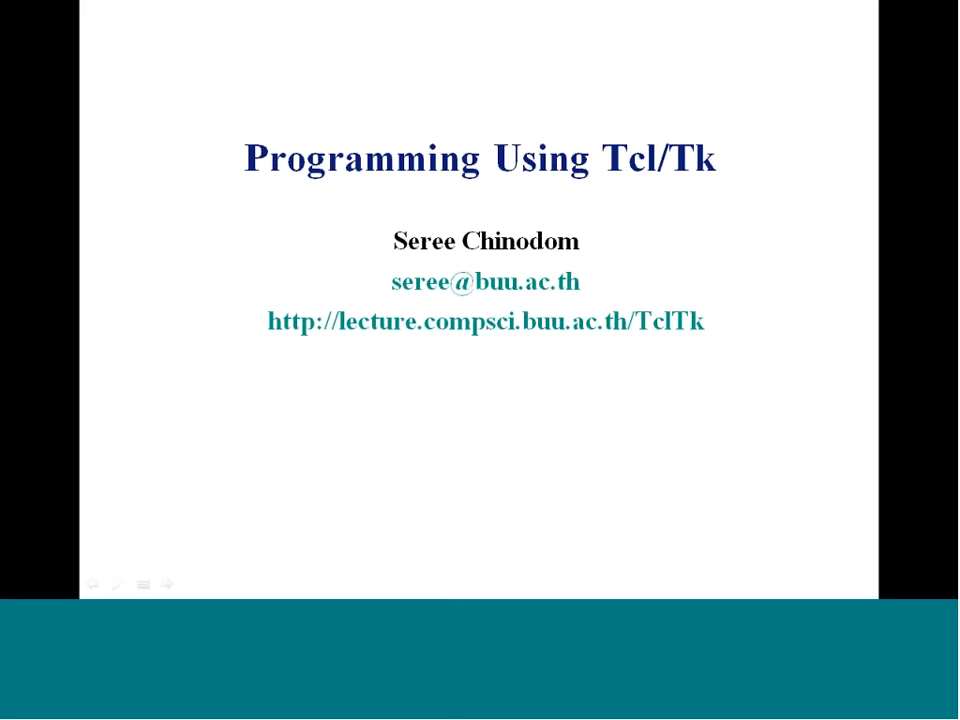 Programming Using Tcl/Tk
Seree Chinodom
seree@buu.ac.th
http://lecture.compsci.buu.ac.th/TclTk